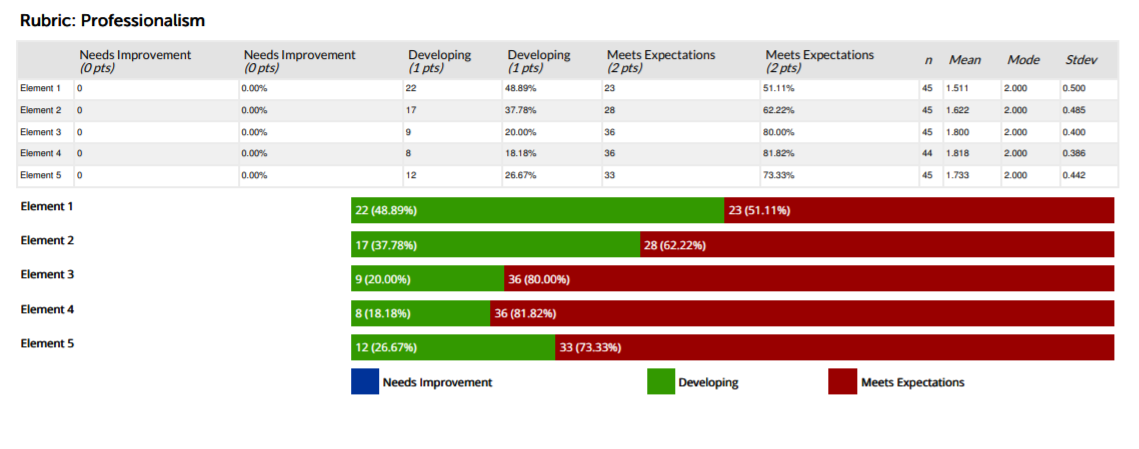 Rubric: Professionalism
Needs Improvement (0 pts) Needs Improvement (0 pts) Developing (1 pts) Developing (1 pts) Meets Expectations (2 pts) Meets Expectations (2 pts) n Mean Mode Stdev
Element 1 0 0.00% 22 48.89% 23 51.11% 45 1.511 2.000 0.500
Element 2 0 0.00% 17 37.78% 28 62.22% 45 1.622 2.000 0.485
Element 3 0 0.00% 9 20.00% 36 80.00% 45 1.800 2.000 0.400
Element 4 0 0.00% 8 18.18% 36 81.82% 44 1.818 2.000 0.386
Element 5 0 0.00% 12 26.67% 33 73.33% 45 1.733 2.000 0.442
Element 1 22 (48.89%) 23 (51.11%)
Element 2 17 (37.78%) 28 (62.22%)
Element 3 9 (20.00%) 36 (80.00%)
Element 4 8 (18.18%) 36 (81.82%)
Element 5 12 (26.67%) 33 (73.33%)
Needs Improvement Developing Meets Expectations